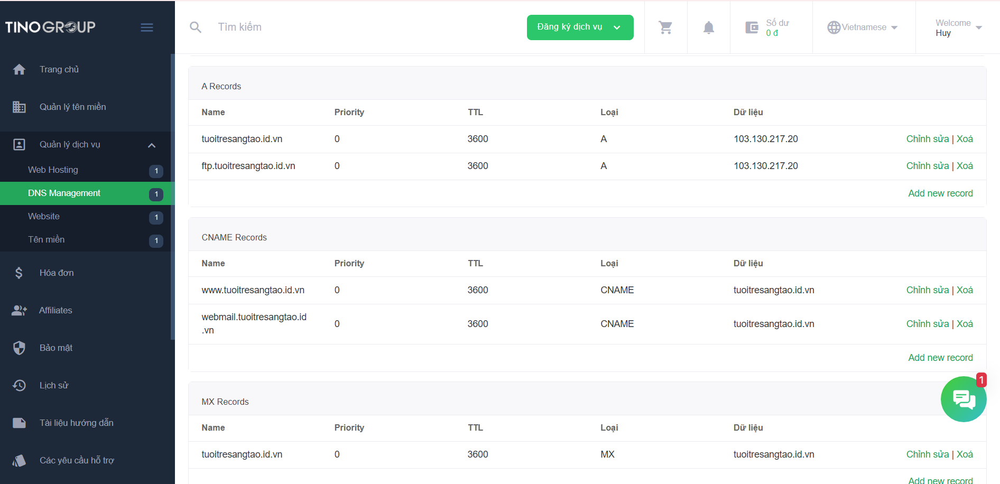 TINOGROUP
Tìm kiếm
Đăng ký dịch vụ
Số dư
0 đ
Vietnamese
Welcome
Huy
Trang chủ
Quản lý tên miền
Quản lý dịch vụ
Web Hosting 1
DNS Management 1
Website 1
Tên miền 1
Hóa đơn
Affiliates
Bảo mật
Lịch sử
Tài liệu hướng dẫn
Các yêu cầu hỗ trợ
A Records
Name Priority TTL Loại Dữ liệu
tuoitresangtao.id.vn 0 3600 A 103.130.217.20 Chỉnh sửa | Xoá
ftp.tuoitresangtao.id.vn 0 3600 A 103.130.217.20 Chỉnh sửa | Xoá
Add new record
CNAME Records
Name Priority TTL Loại Dữ liệu
www.tuoitresangtao.id.vn 0 3600 CNAME tuoitresangtao.id.vn Chỉnh sửa | Xoá
webmail.tuoitresangtao.id
.vn 0 3600 CNAME tuoitresangtao.id.vn Chỉnh sửa | Xoá
Add new record
1
MX Records
Name Priority TTL Loại Dữ liệu
tuoitresangtao.id.vn 0 3600 MX tuoitresangtao.id.vn Chỉnh sửa | Xoá
Add new record